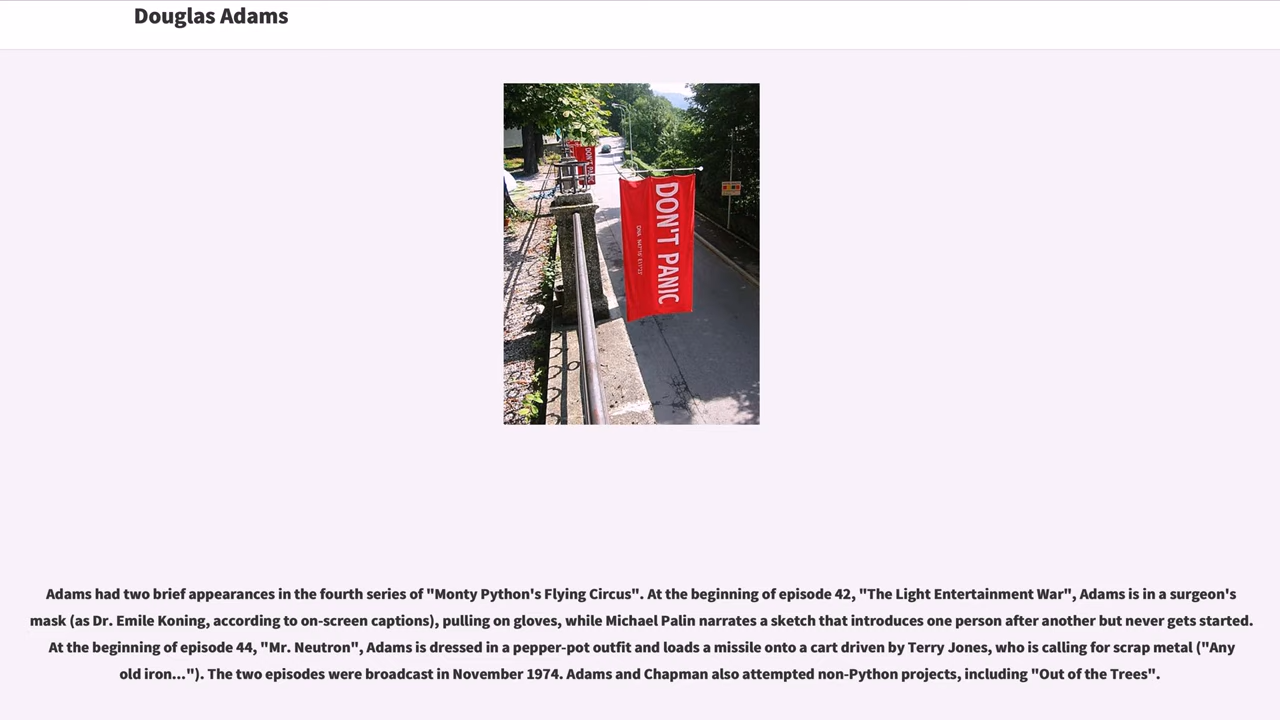 Douglas Adams
DON'T PANIC
DON'T PANIC
Adams had two brief appearances in the fourth series of "Monty Python's Flying Circus". At the beginning of episode 42, "The Light Entertainment War", Adams is in a surgeon's
mask (as Dr. Emile Koning, according to on-screen captions), pulling on gloves, while Michael Palin narrates a sketch that introduces one person after another but never gets started.
At the beginning of episode 44, "Mr. Neutron", Adams is dressed in a pepper-pot outfit and loads a missile onto a cart driven by Terry Jones, who is calling for scrap metal ("Any
old iron..."). The two episodes were broadcast in November 1974. Adams and Chapman also attempted non-Python projects, including "Out of the Trees".